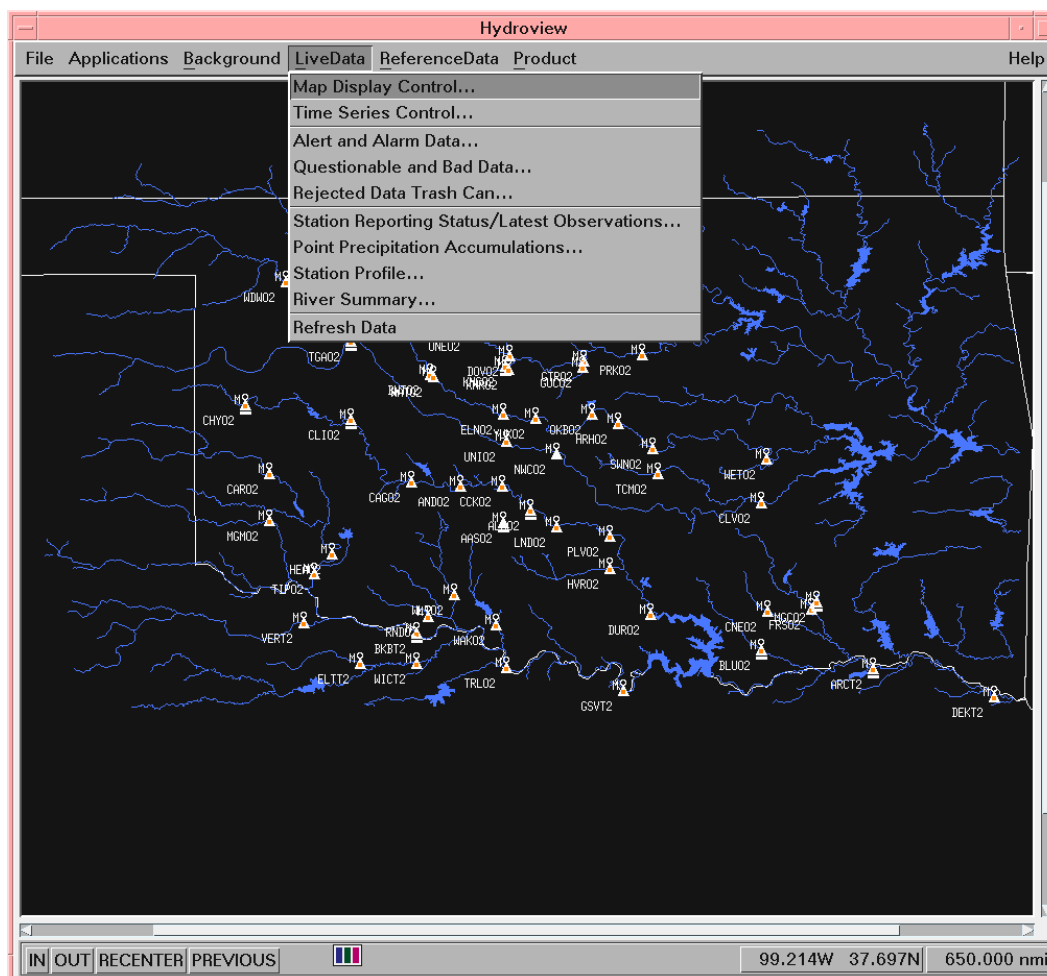 Hydroview
File Applications Background LiveData ReferenceData Product Help
Map Display Control...
Time Series Control...
Alert and Alarm Data...
Questionable and Bad Data...
Rejected Data Trash Can...
Station Reporting Status/Latest Observations...
Point Precipitation Accumulations...
Station Profile...
River Summary...
Refresh Data
WDWO2
TGAO2 UNEO2
DOVO2 GTRO2 GUCO2 PRKO2
CHYO2 CLIO2 ELNO2 YUKO2 OKBO2 HRHO2
UNIO2 NWCO2 SWNO2 WETO2
CARO2 CAGO2 ANDO2 CCKO2 TCMO2
MGMO2 AASO2 LNDO2 PLVO2 CLVO2
TIPO2 HVRO2
VERT2 RNDO2 WAKO2 DURO2 CNEO2 MGCO2 FRSO2
BKBT2
ELTT2 WICT2 TRLO2 BLUO2 ARCT2
GSVT2 DEKT2
IN OUT RECENTER PREVIOUS 99.214W 37.697N 650.000 nmi